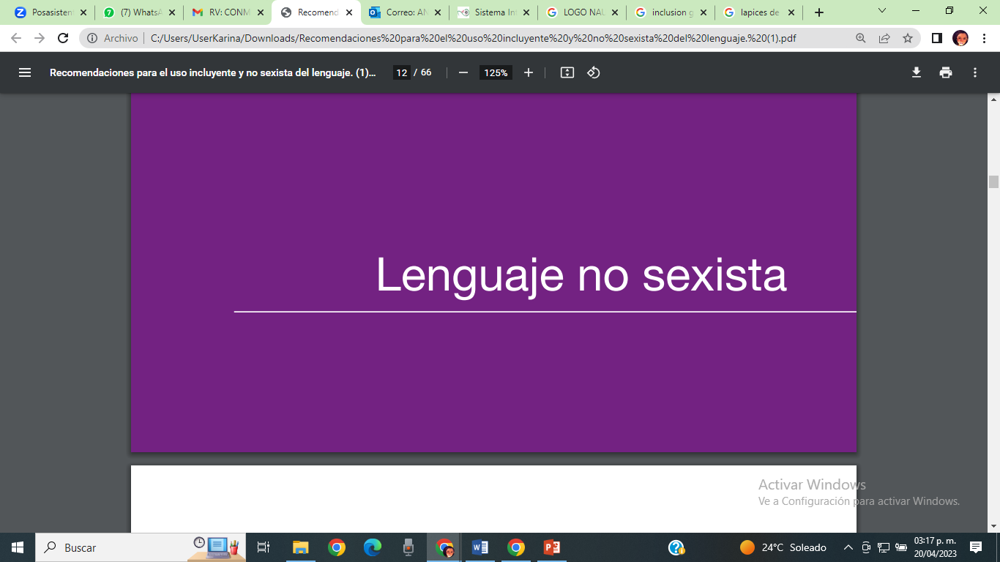 Posasistent
(7) WhatsA
RV: CONM
Recomend
Correo: AN
Sistema Int
LOGO NAU
inclusion g
lapices de
Archivo
C:/Users/UserKarina/Downloads/Recomendaciones%20para%20el%20uso%20incluyente%20y%20no%20sexista%20del%20lenguaje.%20(1).pdf
Recomendaciones para el uso incluyente y no sexista del lenguaje. (1)...
12 / 66
125%
Lenguaje no sexista
Activar Windows
Ve a Configuración para activar Windows.
Buscar
24°C Soleado
03:17 p. m.
20/04/2023